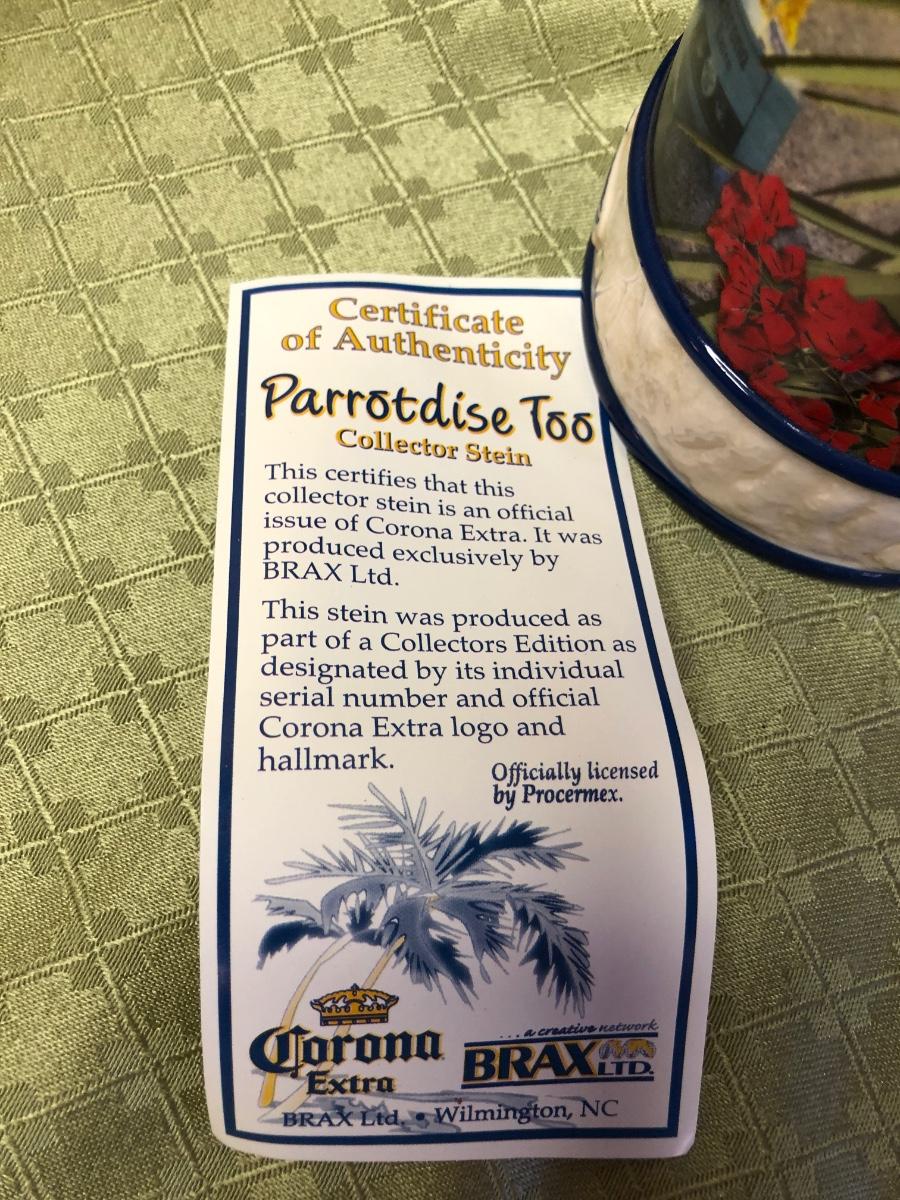 Certificate
of Authenticity
Parrotdise Too
Collector Stein
This certifies that this
collector stein is an official
issue of Corona Extra. It was
produced exclusively by
BRAX Ltd.
This stein was produced as
part of a Collectors Edition as
designated by its individual
serial number and official
Corona Extra logo and
hallmark.
Officially licensed
by Procermex.
Corona
Extra
. . . a creative network
BRAX LTD.
BRAX Ltd. • Wilmington, NC